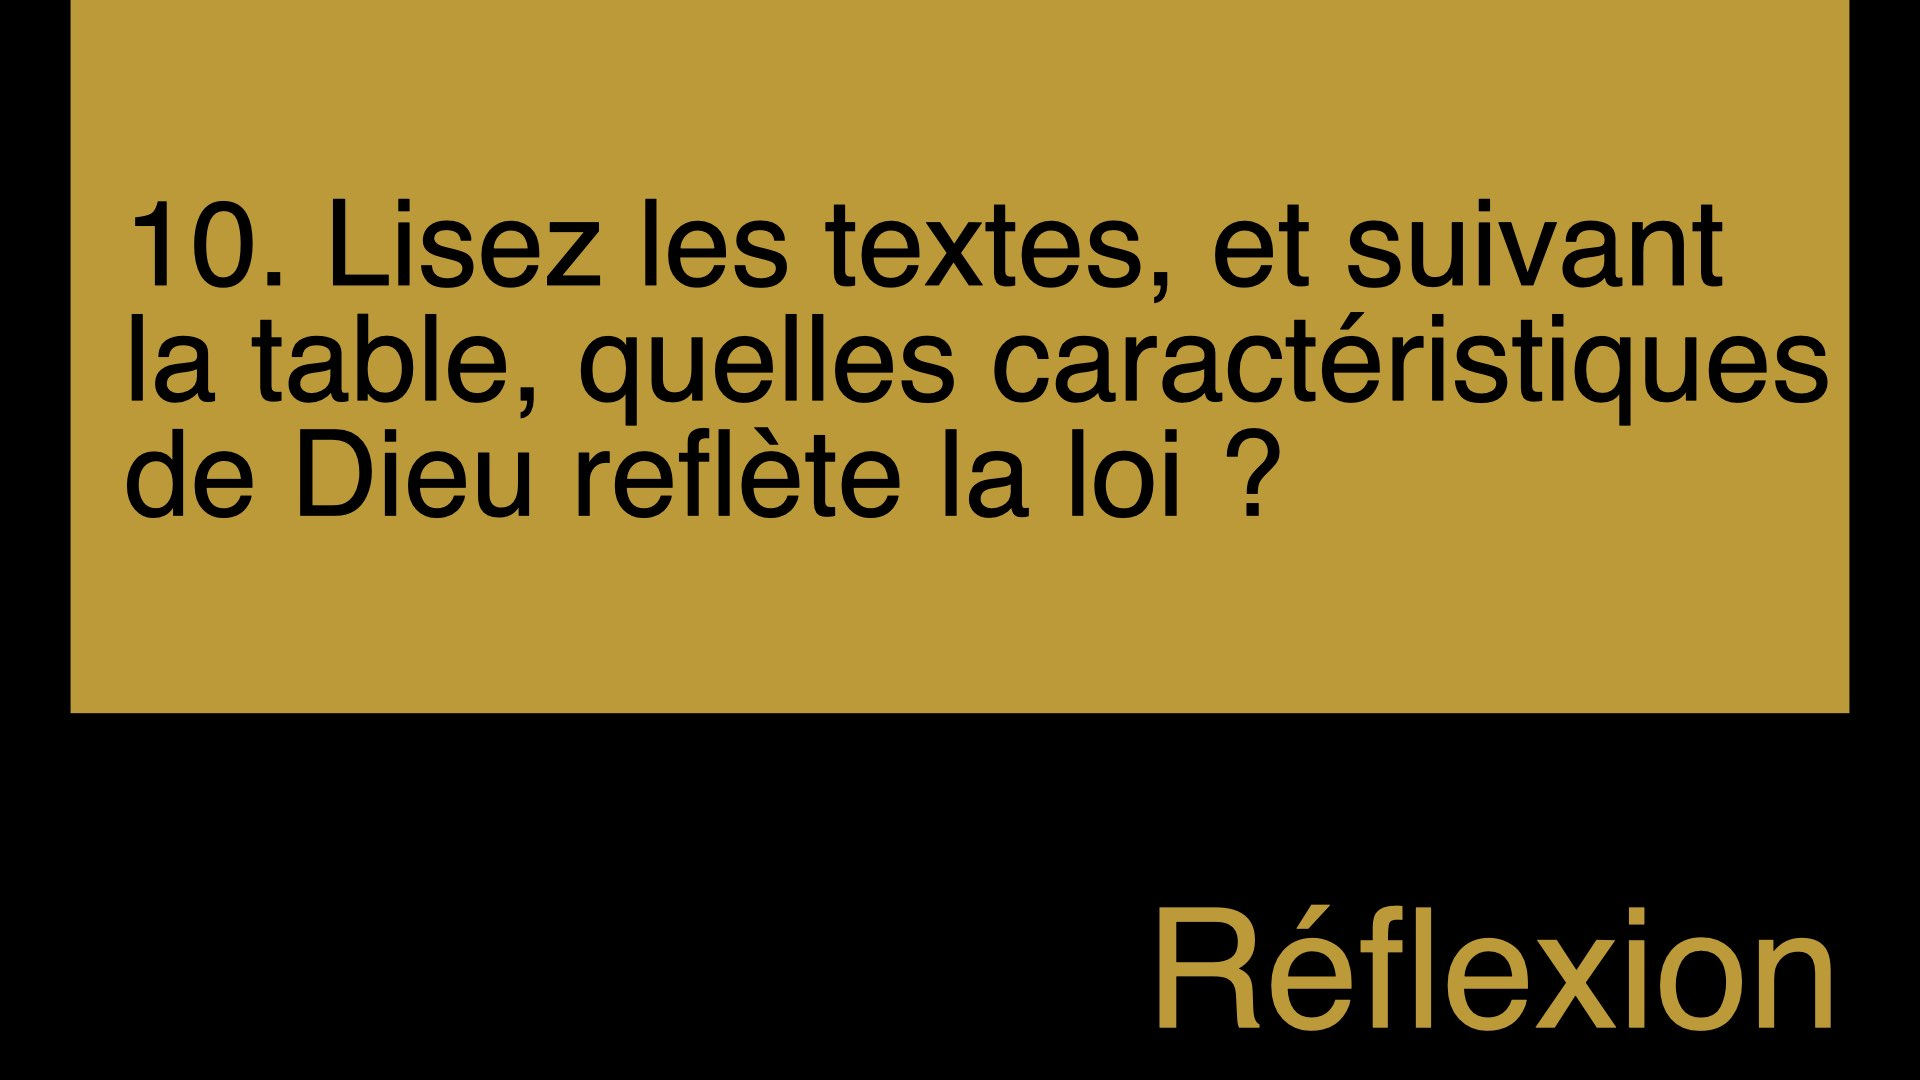 10. Lisez les textes, et suivant
la table, quelles caractéristiques
de Dieu reflète la loi ?
Réflexion